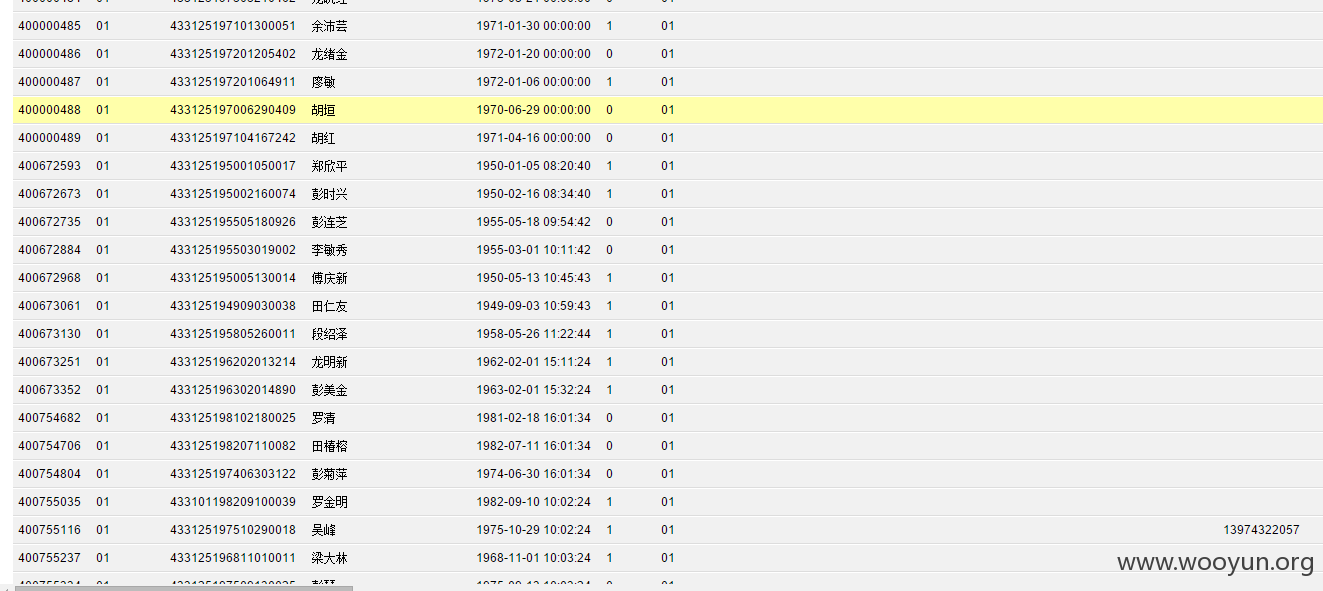 400000485 01 433125197101300051 余沛芸 1971-01-30 00:00:00 1 01
400000486 01 433125197201205402 龙绪金 1972-01-20 00:00:00 0 01
400000487 01 433125197201064911 廖敏 1972-01-06 00:00:00 1 01
400000488 01 433125197006290409 胡垣 1970-06-29 00:00:00 0 01
400000489 01 433125197104167242 胡红 1971-04-16 00:00:00 0 01
400672593 01 433125195001050017 郑欣平 1950-01-05 08:20:40 1 01
400672673 01 433125195002160074 彭时兴 1950-02-16 08:34:40 1 01
400672735 01 433125195505180926 彭连芝 1955-05-18 09:54:42 0 01
400672884 01 433125195503019002 李敏秀 1955-03-01 10:11:42 0 01
400672968 01 433125195005130014 傅庆新 1950-05-13 10:45:43 1 01
400673061 01 433125194909030038 田仁友 1949-09-03 10:59:43 1 01
400673130 01 433125195805260011 段绍泽 1958-05-26 11:22:44 1 01
400673251 01 433125196202013214 龙明新 1962-02-01 15:11:24 1 01
400673352 01 433125196302014890 彭美金 1963-02-01 15:32:24 1 01
400754682 01 433125198102180025 罗清 1981-02-18 16:01:34 0 01
400754706 01 433125198207110082 田椿榕 1982-07-11 16:01:34 0 01
400754804 01 433125197406303122 彭菊萍 1974-06-30 16:01:34 0 01
400755035 01 433101198209100039 罗金明 1982-09-10 10:02:24 1 01
400755116 01 433125197510290018 吴峰 1975-10-29 10:02:24 1 01 13974322057
400755237 01 433125196811010011 梁大林 1968-11-01 10:03:24 1 01
www.wooyun.org